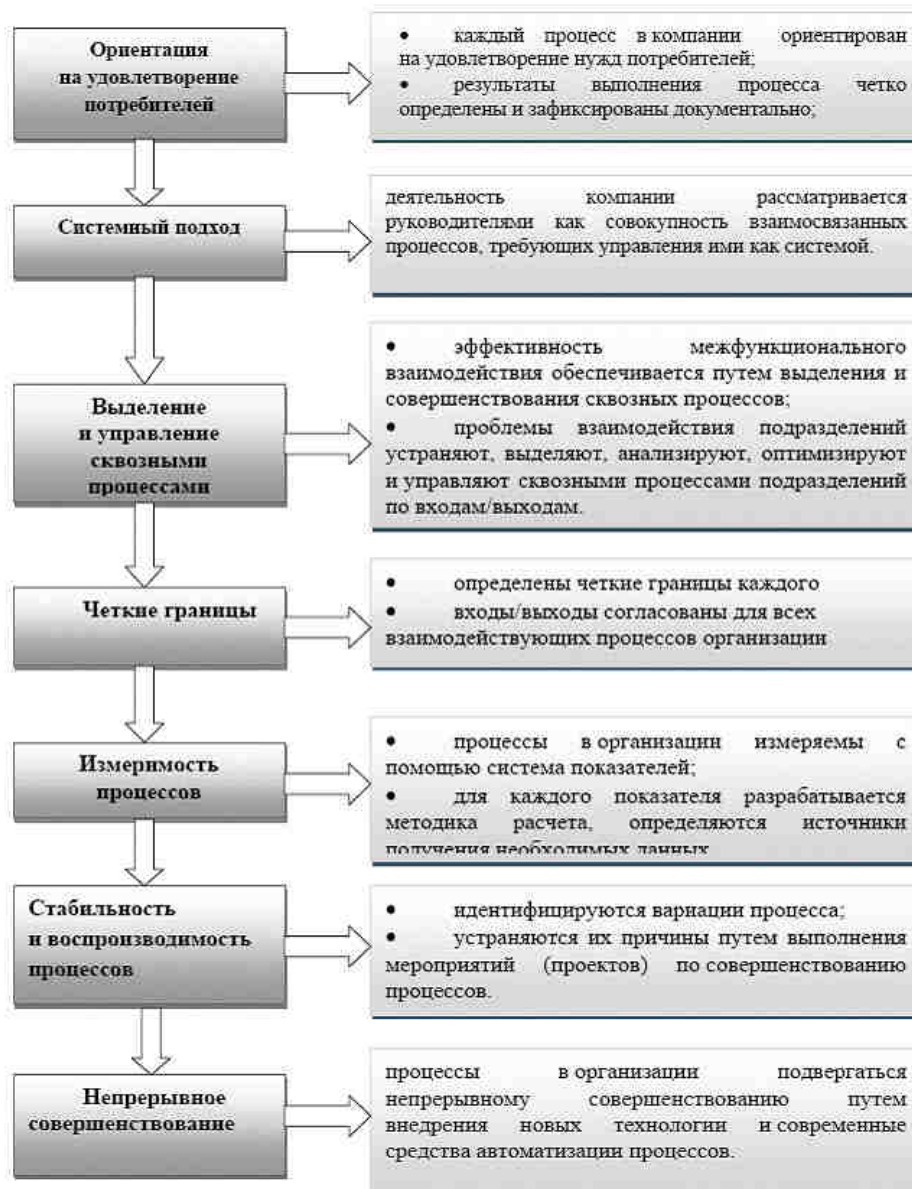 Ориентация
на удовлетворение
потребителей
• каждый процесс в компании ориентирован
на удовлетворение нужд потребителей;
• результаты выполнения процесса четко
определены и зафиксированы документально;
Системный подход
деятельность компании рассматривается
руководителями как совокупность взаимосвязанных
процессов, требующих управления ими как системой.
Выделение
и управление
сквозными
процессами
• эффективность межфункционального
взаимодействия обеспечивается путем выделения и
совершенствования сквозных процессов;
• проблемы взаимодействия подразделений
устраняют, выделяют, анализируют, оптимизируют
и управляют сквозными процессами подразделений
по входам/выходам.
Четкие границы
• определены четкие границы каждого
• входы/выходы согласованы для всех
взаимодействующих процессов организации
Измеримость
процессов
• процессы в организации измеряемы с
помощью система показателей;
• для каждого показателя разрабатывается
методика расчета, определяются источники
получения необходимых данных
Стабильность
и воспроизводимость
процессов
• идентифицируются вариации процесса;
• устраняются их причины путем выполнения
мероприятий (проектов) по совершенствованию
процессов.
Непрерывное
совершенствование
процессы в организации подвергаться
непрерывному совершенствованию путем
внедрения новых технологии и современные
средства автоматизации процессов.